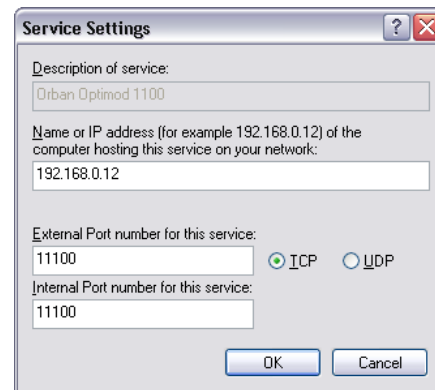 Service Settings
?
Description of service:
Orban Optimod 1100
Name or IP address (for example 192.168.0.12) of the
computer hosting this service on your network:
192.168.0.12
External Port number for this service:
11100
TCP
UDP
Internal Port number for this service:
11100
OK
Cancel